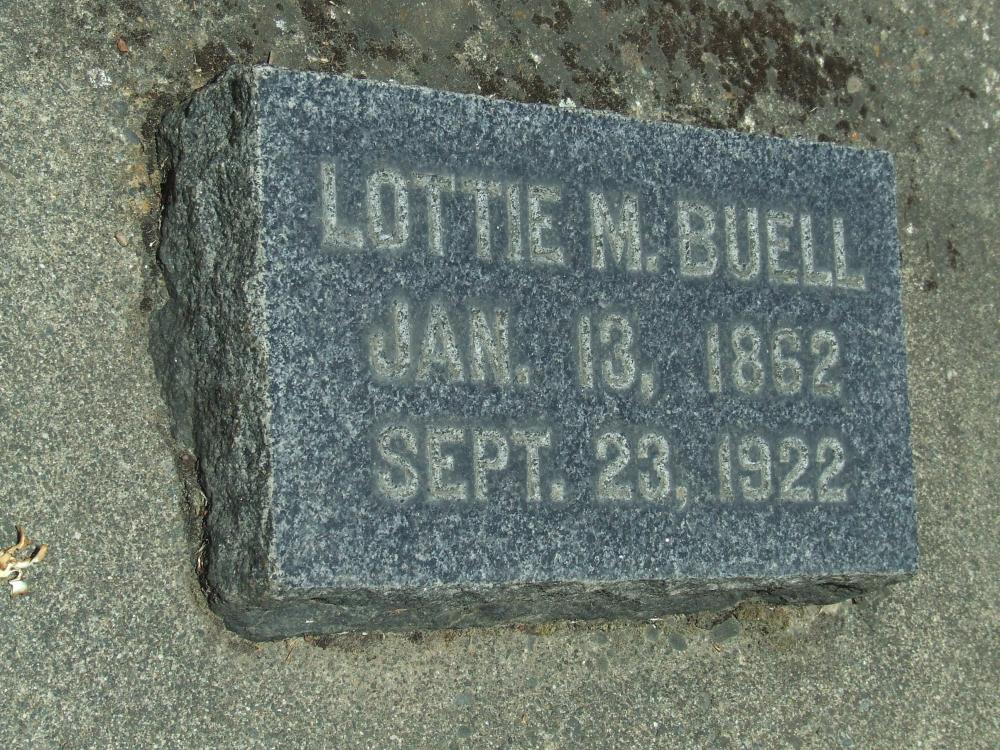 LOTTIE M. BUELL
JAN. 13, 1862
SEPT. 23, 1922